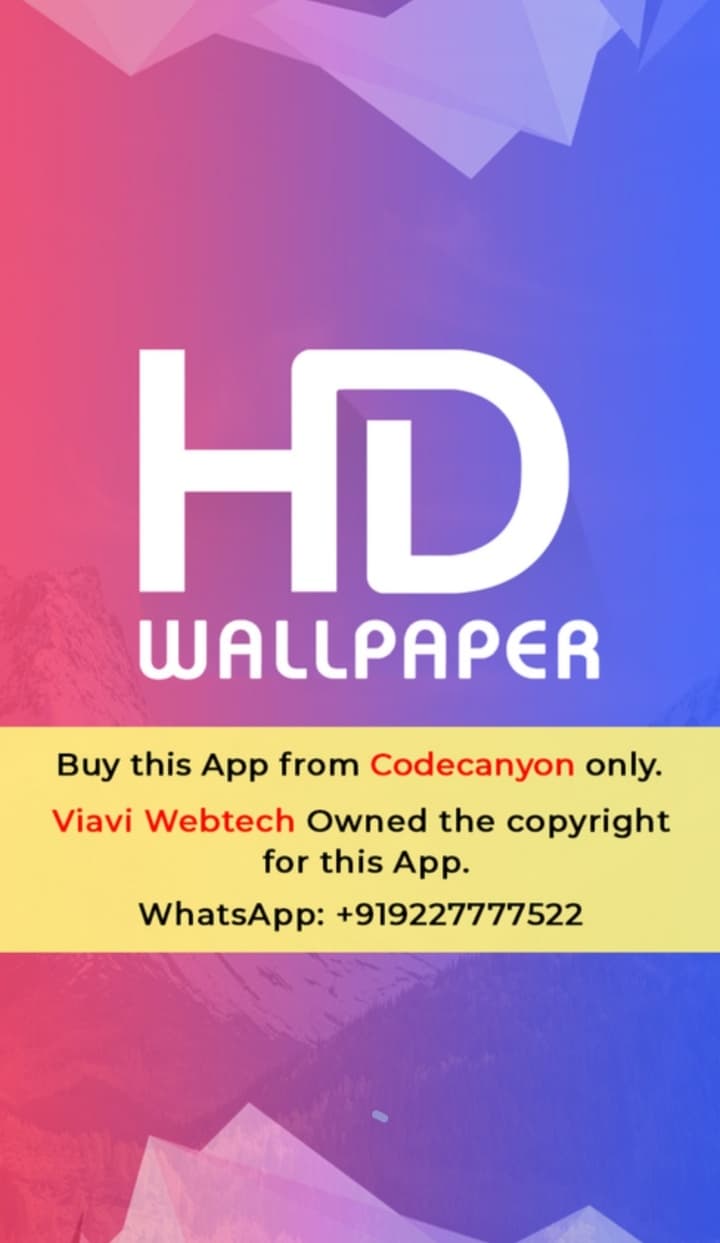 HD
WALLPAPER
Buy this App from Codecanyon only.
Viavi Webtech Owned the copyright
for this App.
WhatsApp: +919227777522